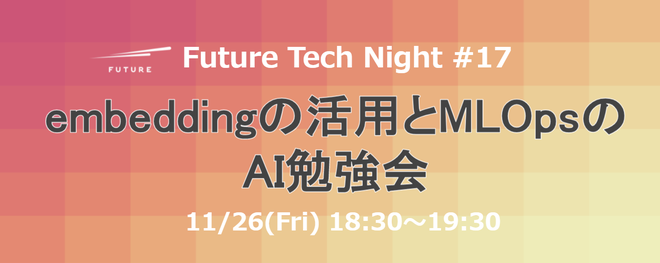 FUTURE
Future Tech Night #17
embeddingの活用とMLOpsの
AI勉強会
11/26(Fri) 18:30～19:30